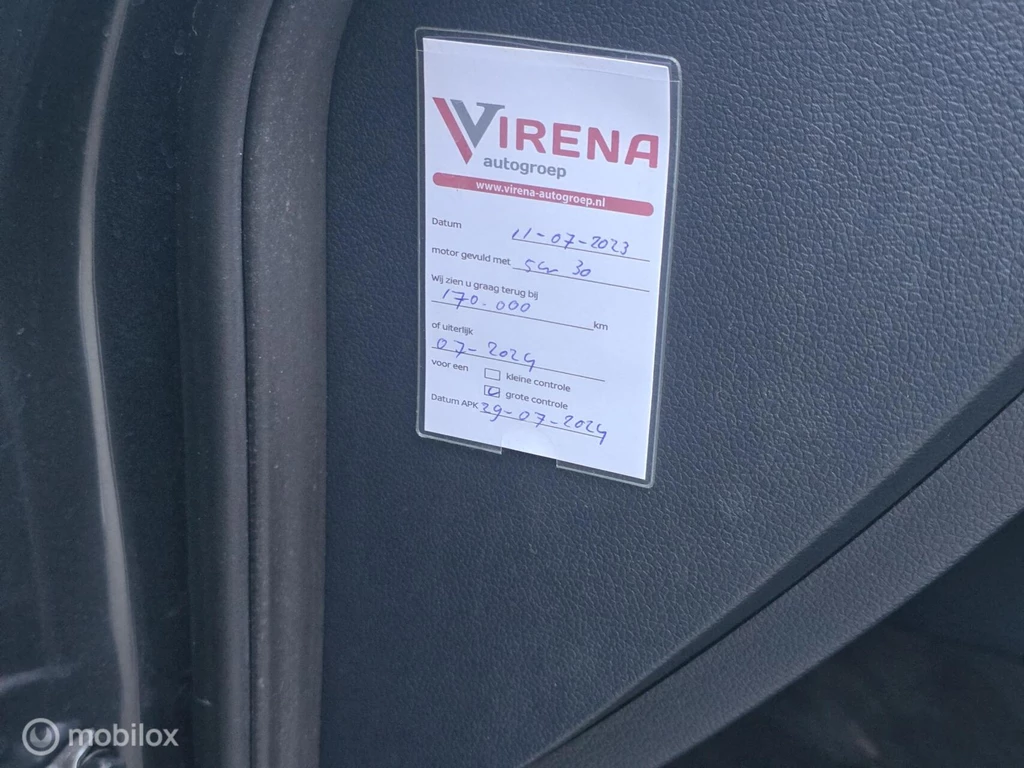 VIRENA
autogroep
www.virena-autogroep.nl
Datum 11-07-2023
motor gevuld met 5w 30
Wij zien u graag terug bij
170.000 km
of uiterlijk
07-2024
voor een kleine controle
grote controle
Datum APK 29-07-2024
mobilox